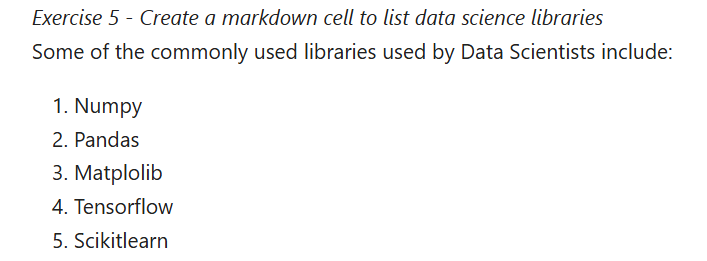 Exercise 5 - Create a markdown cell to list data science libraries
Some of the commonly used libraries used by Data Scientists include:
1. Numpy
2. Pandas
3. Matplolib
4. Tensorflow
5. Scikitlearn